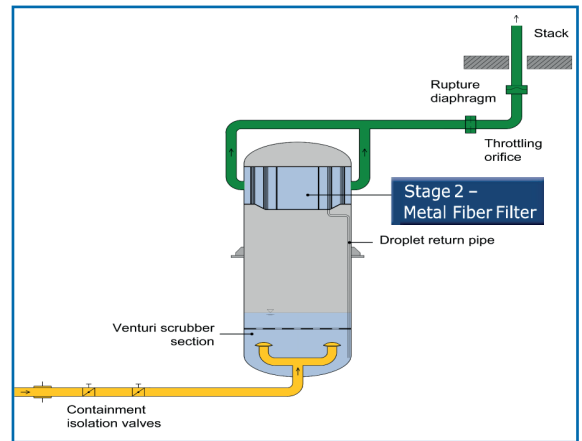 Stack
Rupture
diaphragm
Throttling
orifice
Stage 2 –
Metal Fiber Filter
Droplet return pipe
Venturi scrubber
section
Containment
isolation valves